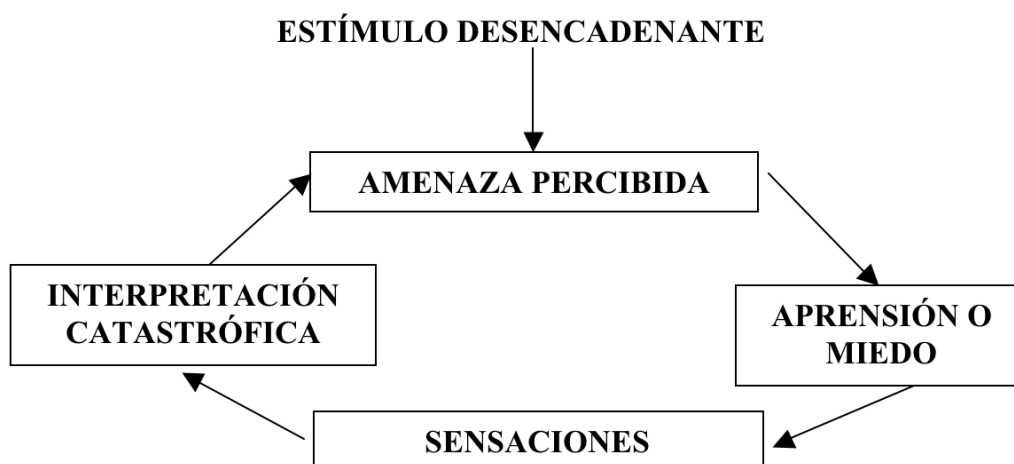 ESTÍMULO DESENCADENANTE
AMENAZA PERCIBIDA
INTERPRETACIÓN
CATASTRÓFICA
APRENSIÓN O
MIEDO
SENSACIONES